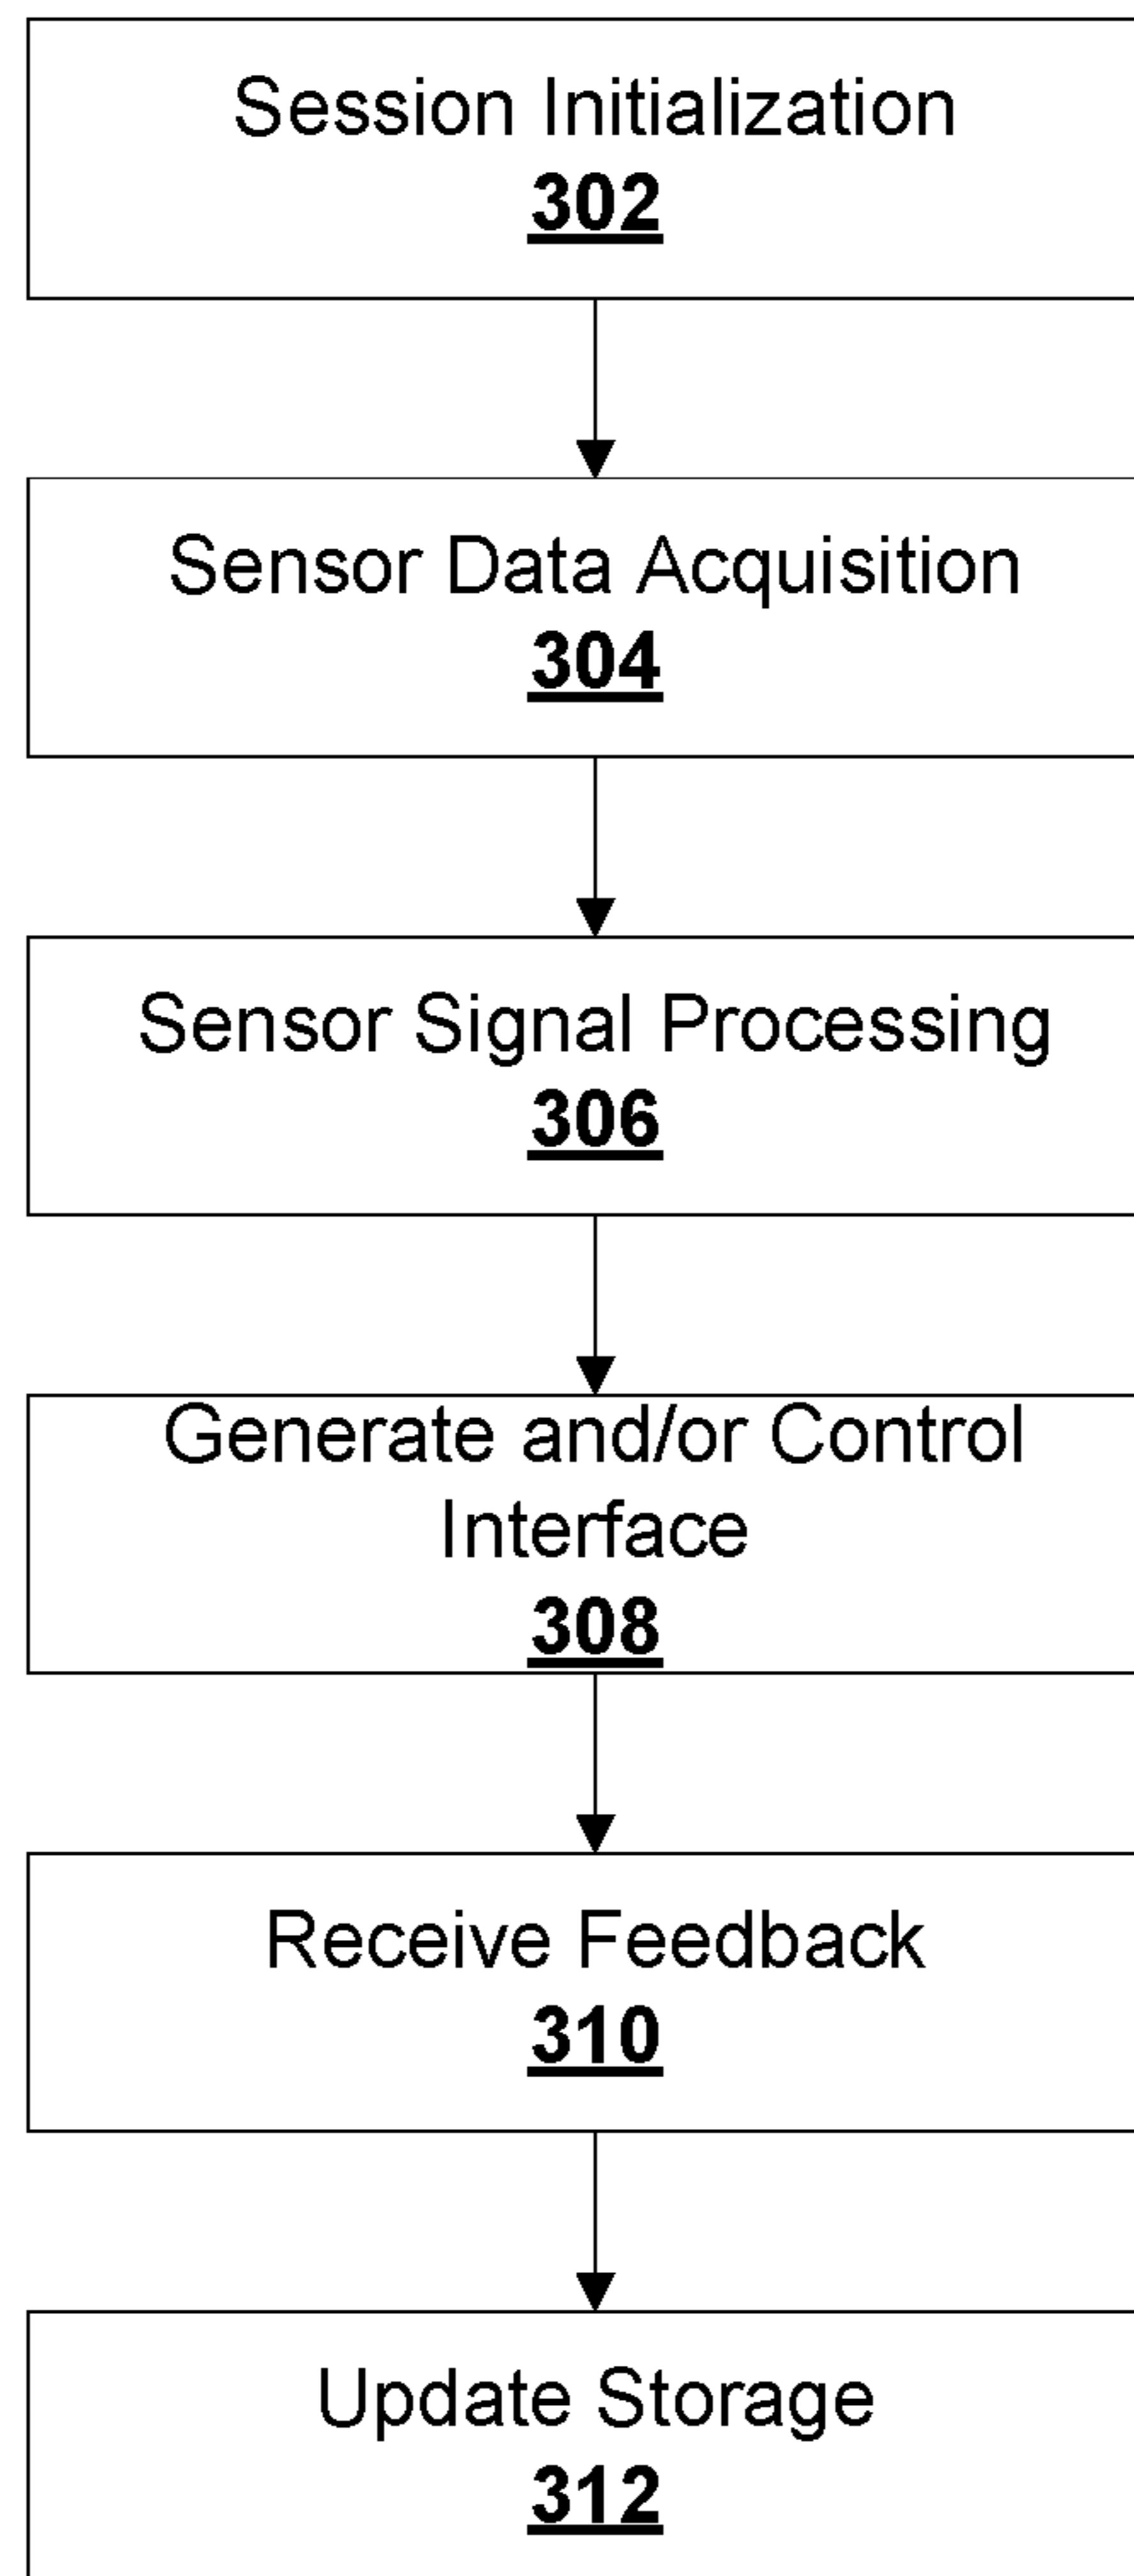 Session Initialization
302
Sensor Data Acquisition
304
Sensor Signal Processing
306
Generate and/or Control
Interface
308
Receive Feedback
310
Update Storage
312